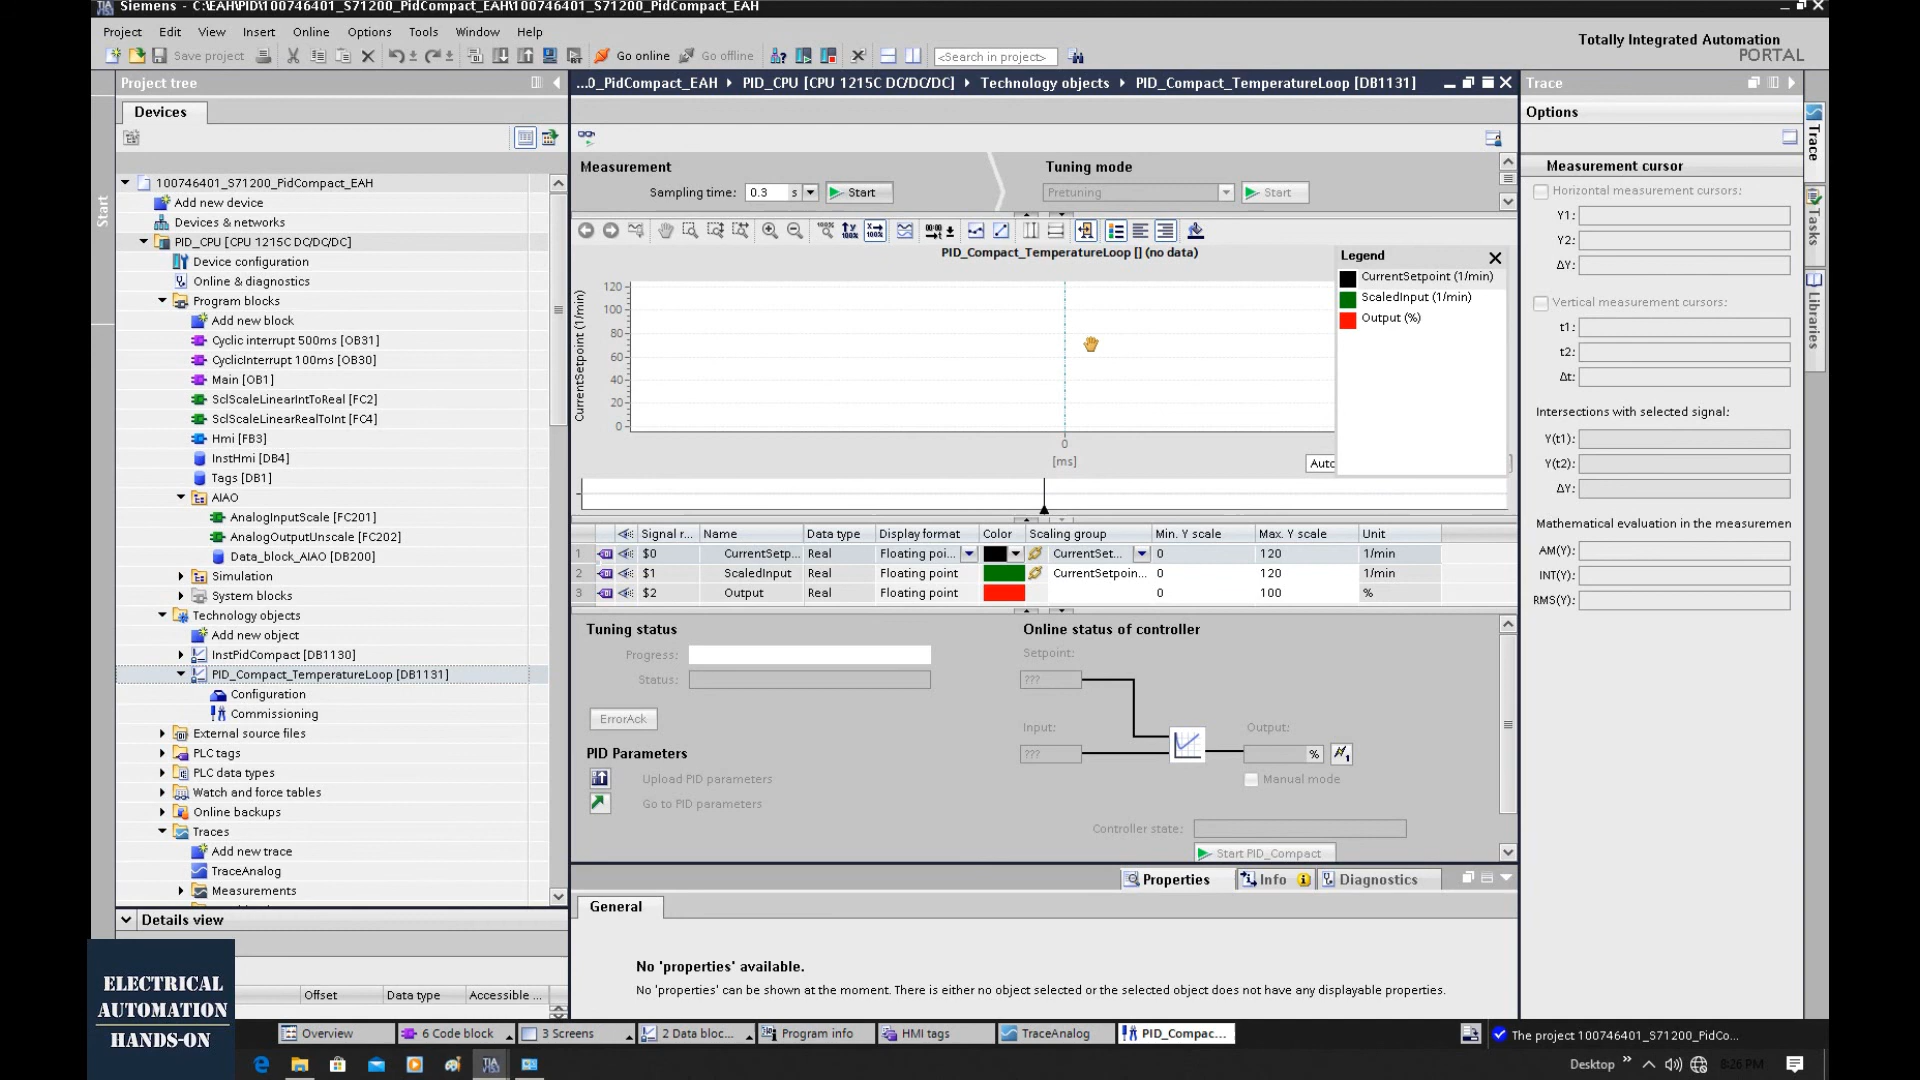 Siemens - C:\EAH\PID\100746401_S71200_PidCompact_EAH\100746401_S71200_PidCompact_EAH
Project Edit View Insert Online Options Tools Window Help
Totally Integrated Automation
PORTAL
Save project
Go online
Go offline
<Search in project>
Project tree
...0_PidCompact_EAH
PID_CPU [CPU 1215C DC/DC/DC]
Technology objects
PID_Compact_TemperatureLoop [DB1131]
Trace
Devices
Options
Start
100746401_S71200_PidCompact_EAH
Add new device
Devices & networks
PID_CPU [CPU 1215C DC/DC/DC]
Device configuration
Online & diagnostics
Program blocks
Add new block
Cyclic interrupt 500ms [OB31]
CyclicInterrupt 100ms [OB30]
Main [OB1]
SclScaleLinearIntToReal [FC2]
SclScaleLinearRealToInt [FC4]
Hmi [FB3]
InstHmi [DB4]
Tags [DB1]
AIAO
AnalogInputScale [FC201]
AnalogOutputUnscale [FC202]
Data_block_AIAO [DB200]
Simulation
System blocks
Technology objects
Add new object
InstPidCompact [DB1130]
PID_Compact_TemperatureLoop [DB1131]
Configuration
Commissioning
External source files
PLC tags
PLC data types
Watch and force tables
Online backups
Traces
Add new trace
TraceAnalog
Measurements
Details view
Offset Data type Accessible ...
Measurement
Sampling time: 0.3 s Start
Tuning mode
Pretuning Start
PID_Compact_TemperatureLoop [] (no data)
CurrentSetpoint (1/min)
120
100
80
60
40
20
0
0
[ms]
Auto
Legend
CurrentSetpoint (1/min)
ScaledInput (1/min)
Output (%)
Signal r... Name Data type Display format Color Scaling group Min. Y scale Max. Y scale Unit
1 $0 CurrentSetp... Real Floating poi... CurrentSet... 0 120 1/min
2 $1 ScaledInput Real Floating point CurrentSetpoin... 0 120 1/min
3 $2 Output Real Floating point 0 100 %
Tuning status
Progress:
Status:
ErrorAck
PID Parameters
Upload PID parameters
Go to PID parameters
Online status of controller
Setpoint:
???
Input:
???
Output:
%
Manual mode
Controller state:
Start PID_Compact
Properties
Info
Diagnostics
General
No 'properties' available.
No 'properties' can be shown at the moment. There is either no object selected or the selected object does not have any displayable properties.
Measurement cursor
Horizontal measurement cursors:
Y1:
Y2:
ΔY:
Vertical measurement cursors:
t1:
t2:
Δt:
Intersections with selected signal:
Y(t1):
Y(t2):
ΔY:
Mathematical evaluation in the measuremen
AM(Y):
INT(Y):
RMS(Y):
Trace
Tasks
Libraries
ELECTRICAL
AUTOMATION
HANDS-ON
Overview
6 Code block
3 Screens
2 Data bloc...
Program info
HMI tags
TraceAnalog
PID_Compac...
The project 100746401_S71200_PidCo...
Desktop
8:26 PM